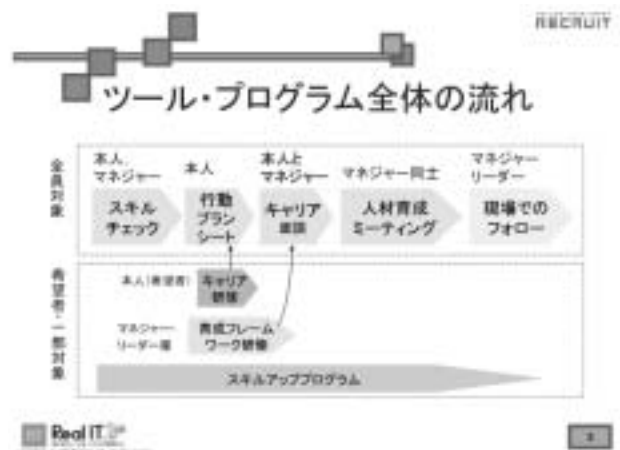 RECRUIT
ツール・プログラム全体の流れ
全員対象
本人、
マネジャー
本人
本人と
マネジャー
マネジャー同士
マネジャー
リーダー
スキル
チェック
行動
プラン
シート
キャリア
面談
人材育成
ミーティング
現場での
フォロー
希望者・一部対象
本人(希望者)
キャリア
研修
マネジャー
リーダー層
育成フレーム
ワーク研修
スキルアッププログラム
Real IT